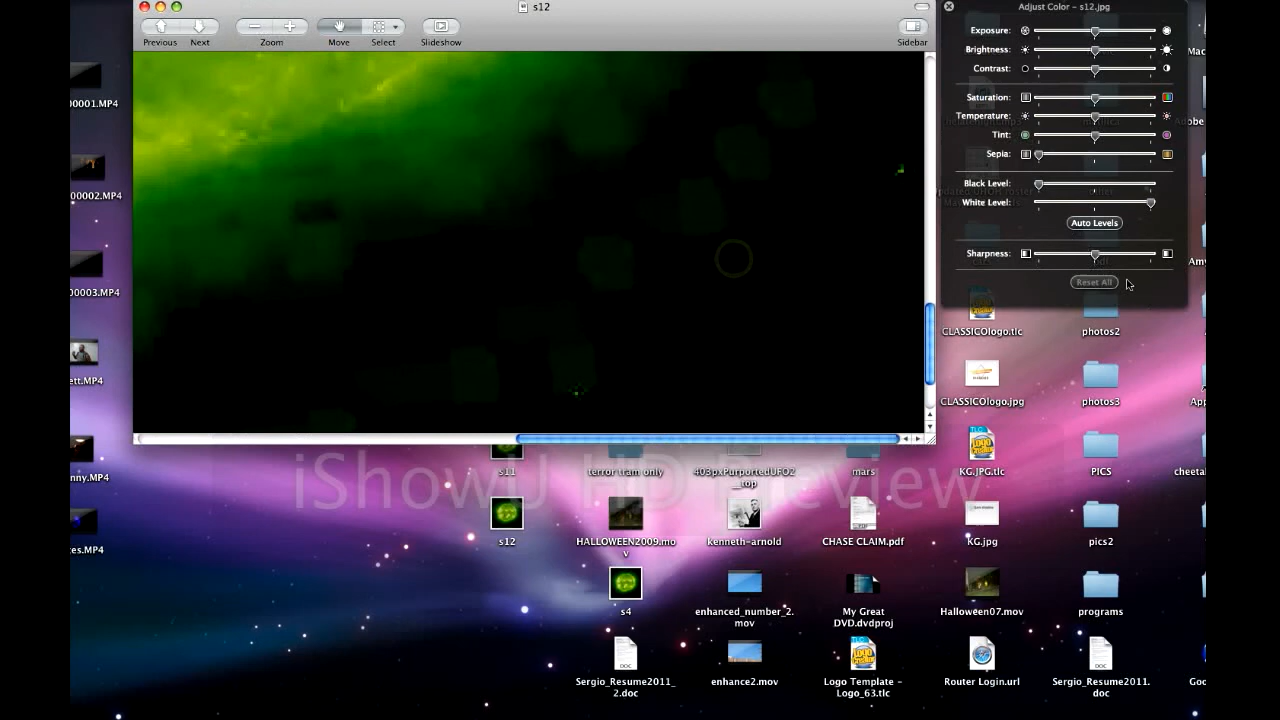 s12
Adjust Color – s12.jpg
Previous
Next
Zoom
Move
Select
Slideshow
Sidebar
Exposure:
Brightness:
Contrast:
Saturation:
Temperature:
Tint:
Sepia:
Black Level:
White Level:
Auto Levels
Sharpness:
Reset All
00001.MP4
00002.MP4
00003.MP4
ett.MP4
nny.MP4
es.MP4
CLASSICOlogo.tlc
photos2
CLASSICOlogo.jpg
photos3
s11
terror tram only
403pxPurportedUFO2
_top
mars
KG.JPG.tlc
PICS
cheeta
iShowU HD Preview
s12
HALLOWEEN2009.mo
v
kenneth-arnold
CHASE CLAIM.pdf
KG.jpg
pics2
s4
enhanced_number_2.
mov
My Great
DVD.dvdproj
Halloween07.mov
programs
Sergio_Resume2011_
2.doc
enhance2.mov
Logo Template –
Logo_63.tlc
Router Login.url
Sergio_Resume2011.
doc
Goo